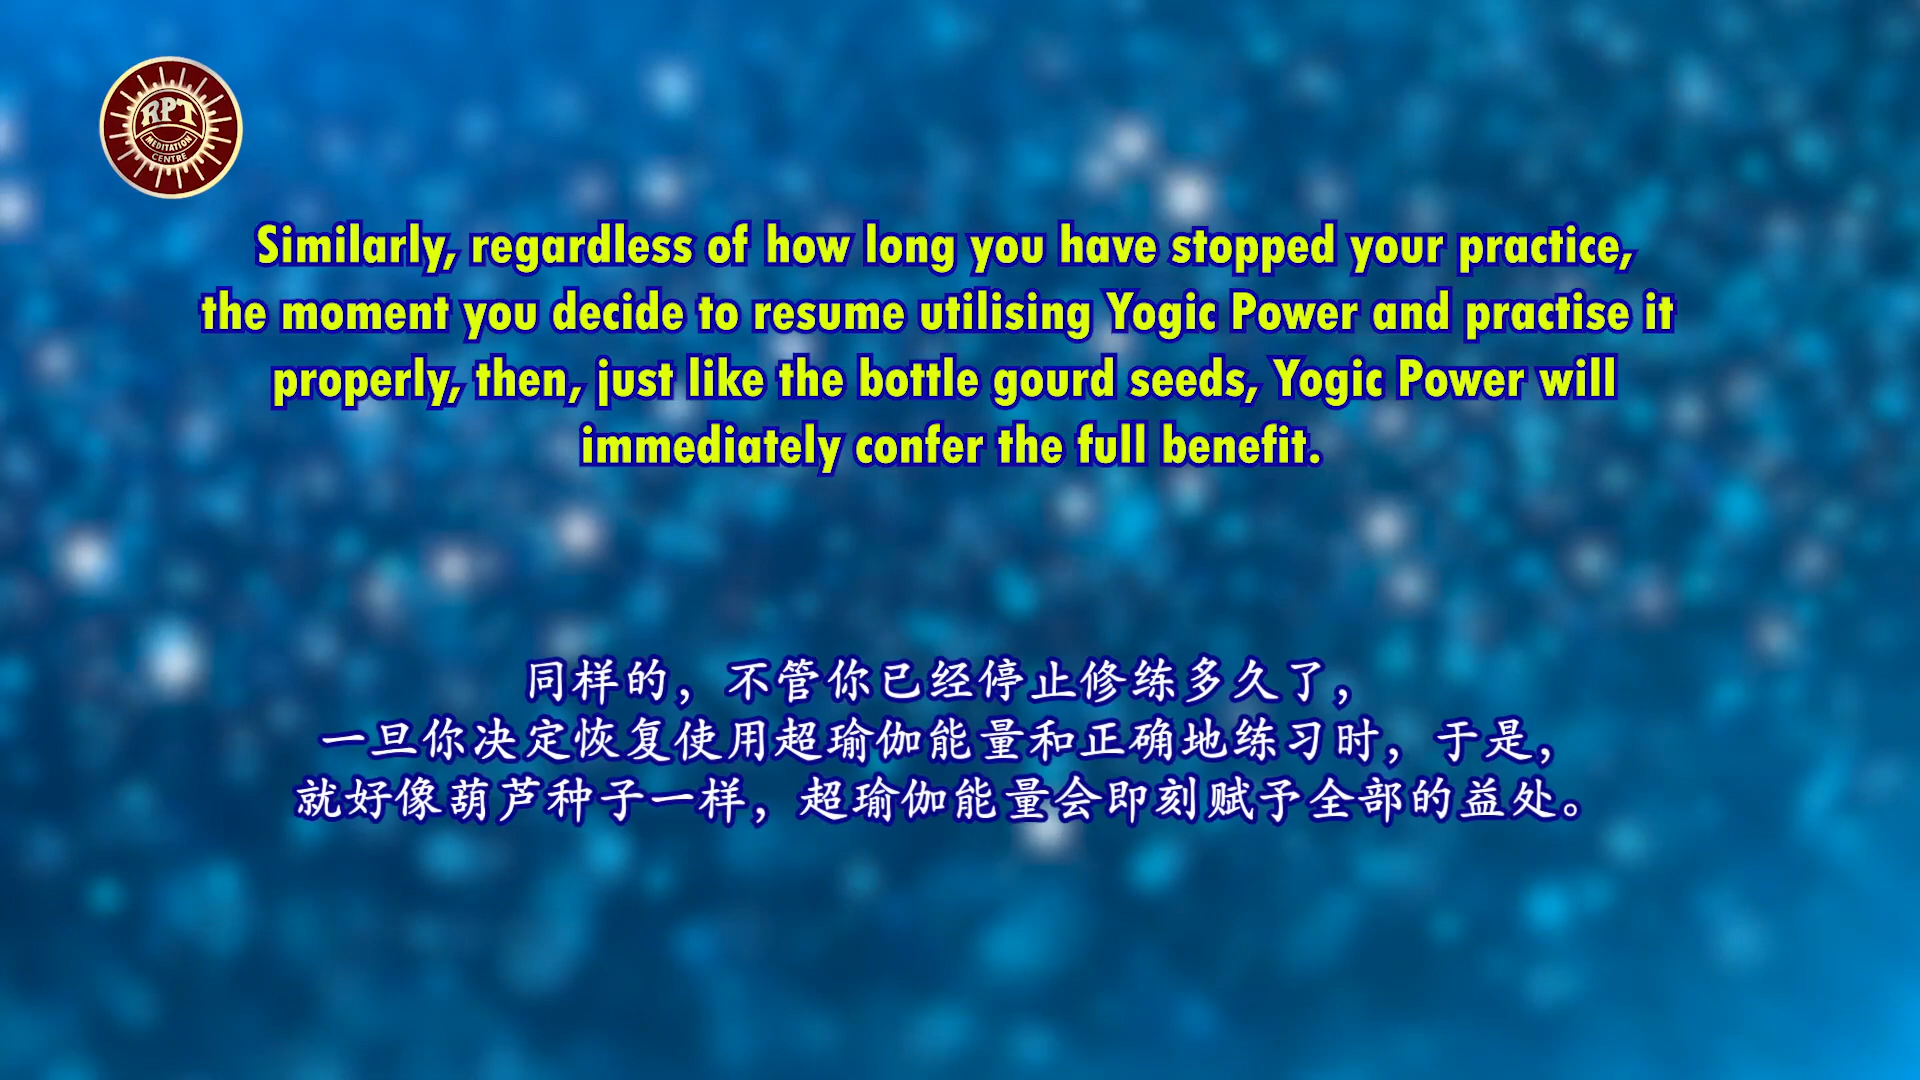 RPT
MEDITATION
CENTRE
Similarly, regardless of how long you have stopped your practice,
the moment you decide to resume utilising Yogic Power and practise it
properly, then, just like the bottle gourd seeds, Yogic Power will
immediately confer the full benefit.
同样的，不管你已经停止修练多久了，
一旦你决定恢复使用超瑜伽能量和正确地练习时，于是，
就好像葫芦种子一样，超瑜伽能量会即刻赋予全部的益处。